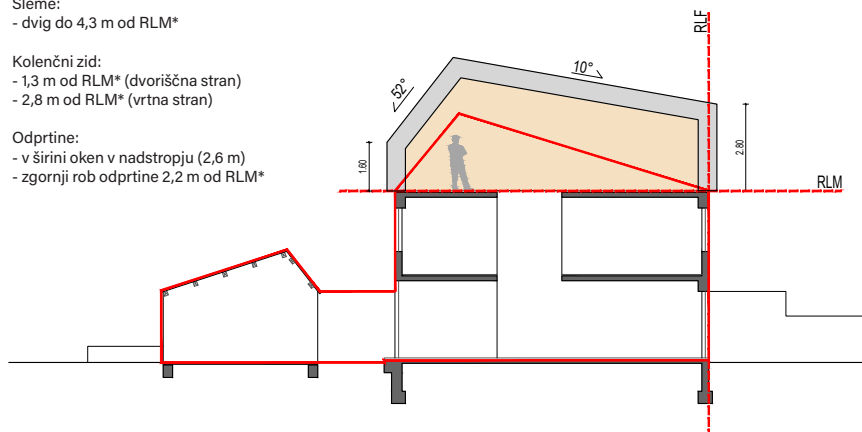 Sleme:
- dvig do 4,3 m od RLM*
Kolenčni zid:
- 1,3 m od RLM* (dvoriščna stran)
- 2,8 m od RLM* (vrtna stran)
Odprtine:
- v širini oken v nadstropju (2,6 m)
- zgornji rob odprtine 2,2 m od RLM*
RLF
52°
10°
1.60
2.80
RLM